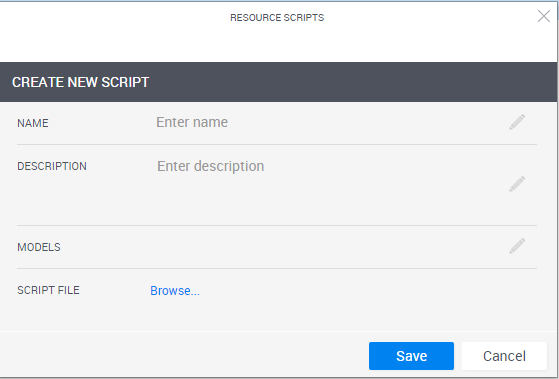 RESOURCE SCRIPTS
CREATE NEW SCRIPT
NAME Enter name
DESCRIPTION Enter description
MODELS
SCRIPT FILE Browse...
Save Cancel